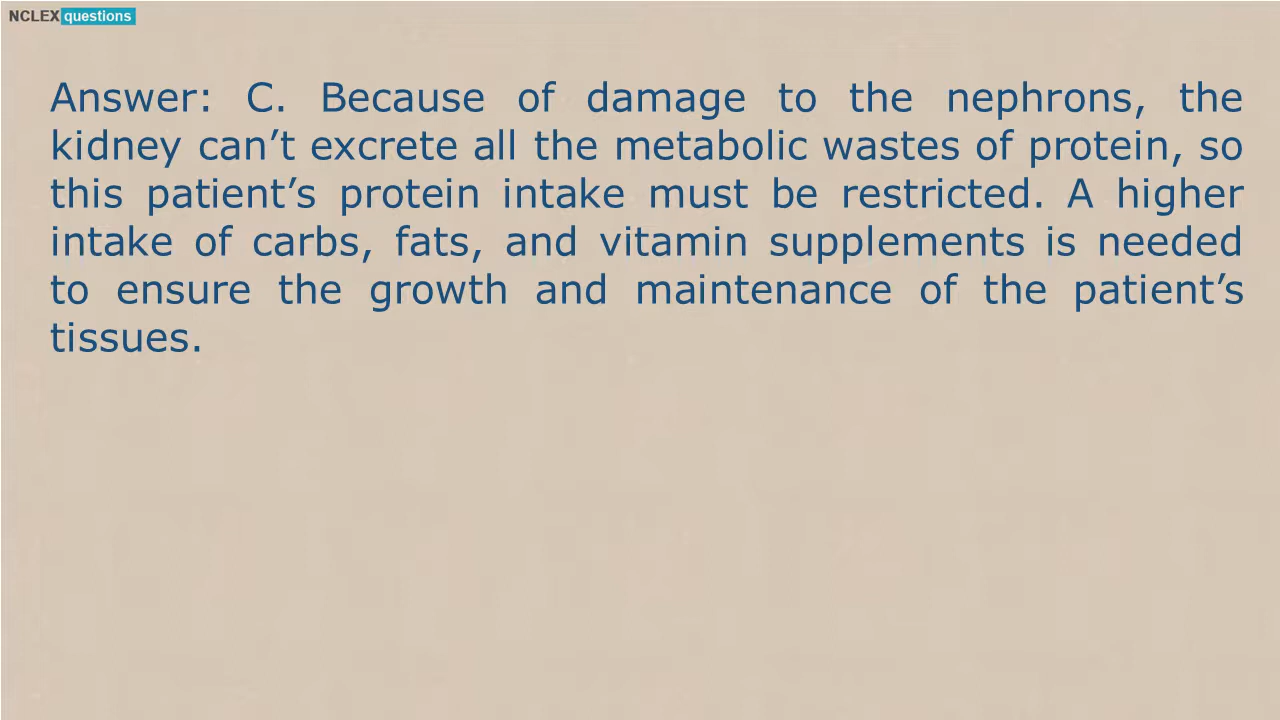 NCLEX questions
Answer: C. Because of damage to the nephrons, the
kidney can’t excrete all the metabolic wastes of protein, so
this patient’s protein intake must be restricted. A higher
intake of carbs, fats, and vitamin supplements is needed
to ensure the growth and maintenance of the patient’s
tissues.